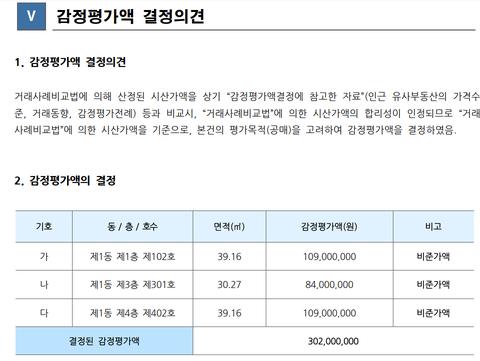 V 감정평가액 결정의견
1. 감정평가액 결정의견
거래사례비교법에 의해 산정된 시산가액을 상기 “감정평가액결정에 참고한 자료”(인근 유사부동산의 가격수
준, 거래동향, 감정평가전례) 등과 비교시, “거래사례비교법”에 의한 시산가액의 합리성이 인정되므로 “거래
사례비교법”에 의한 시산가액을 기준으로, 본건의 평가목적(공매)을 고려하여 감정평가액을 결정하였음.
2. 감정평가액의 결정
기호 동 / 층 / 호수 면적(㎡) 감정평가액(원) 비고
가 제1동 제1층 제102호 39.16 109,000,000 비준가액
나 제1동 제3층 제301호 30.27 84,000,000 비준가액
다 제1동 제4층 제402호 39.16 109,000,000 비준가액
결정된 감정평가액 302,000,000